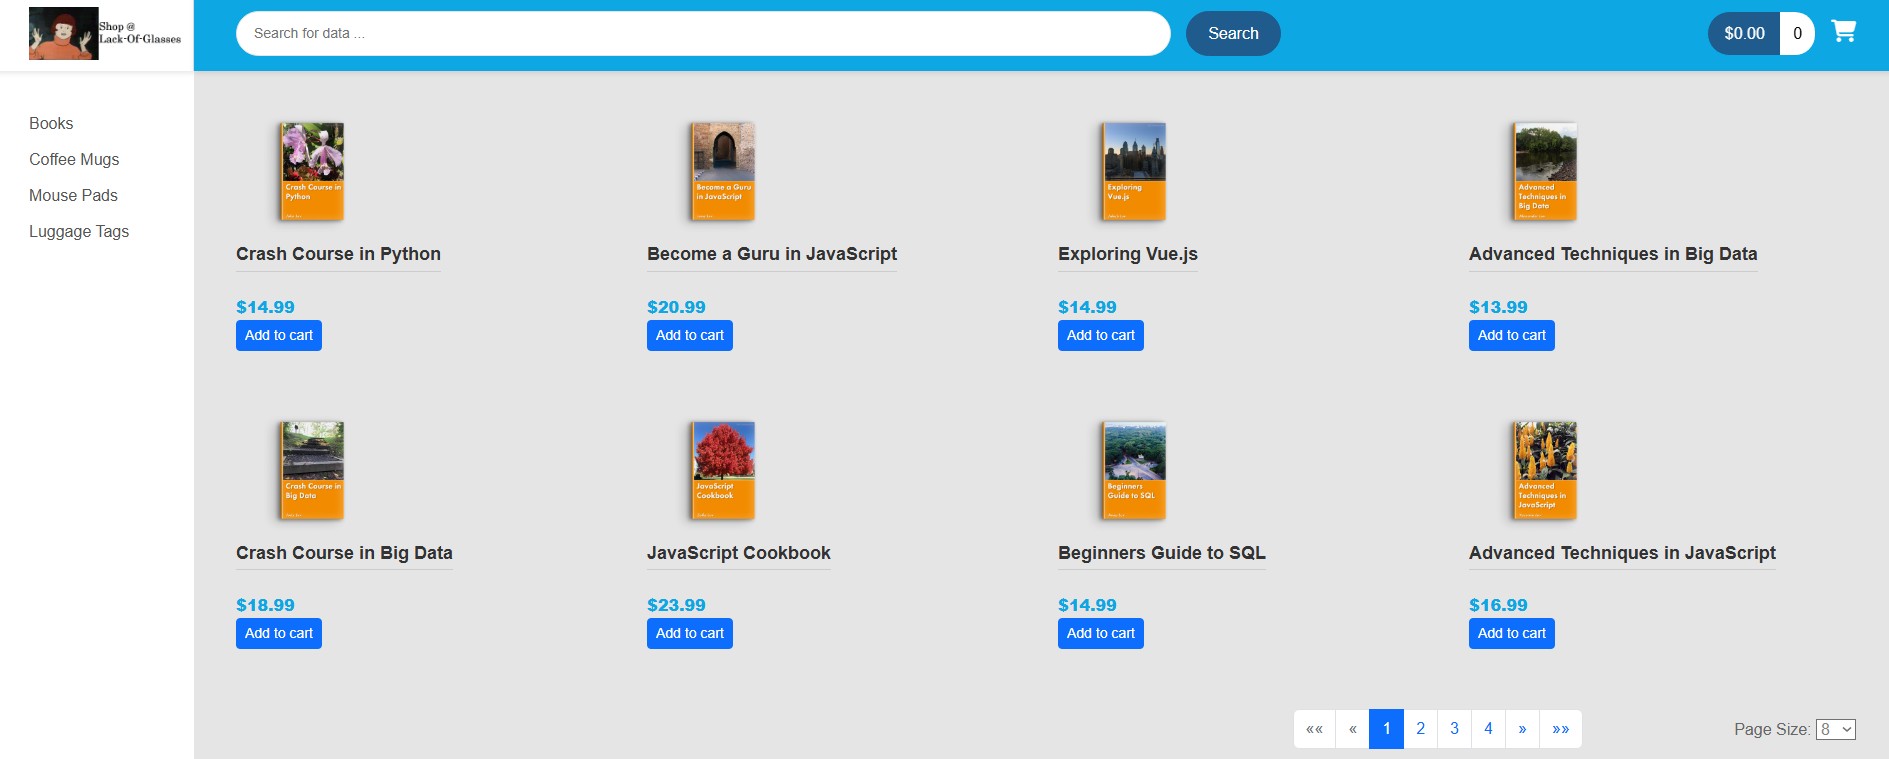 Shop @
Lack-Of-Glasses
Search for data ...
Search
$0.00
0
Books
Coffee Mugs
Mouse Pads
Luggage Tags
Crash Course in
Python
Crash Course in Python
$14.99
Add to cart
Become a Guru
in JavaScript
Become a Guru in JavaScript
$20.99
Add to cart
Exploring
Vue.js
Exploring Vue.js
$14.99
Add to cart
Advanced
Techniques in
Big Data
Advanced Techniques in Big Data
$13.99
Add to cart
Crash Course in
Big Data
Crash Course in Big Data
$18.99
Add to cart
JavaScript
Cookbook
JavaScript Cookbook
$23.99
Add to cart
Beginners
Guide to SQL
Beginners Guide to SQL
$14.99
Add to cart
Advanced
Techniques in
JavaScript
Advanced Techniques in JavaScript
$16.99
Add to cart
«« « 1 2 3 4 » »»
Page Size: 8